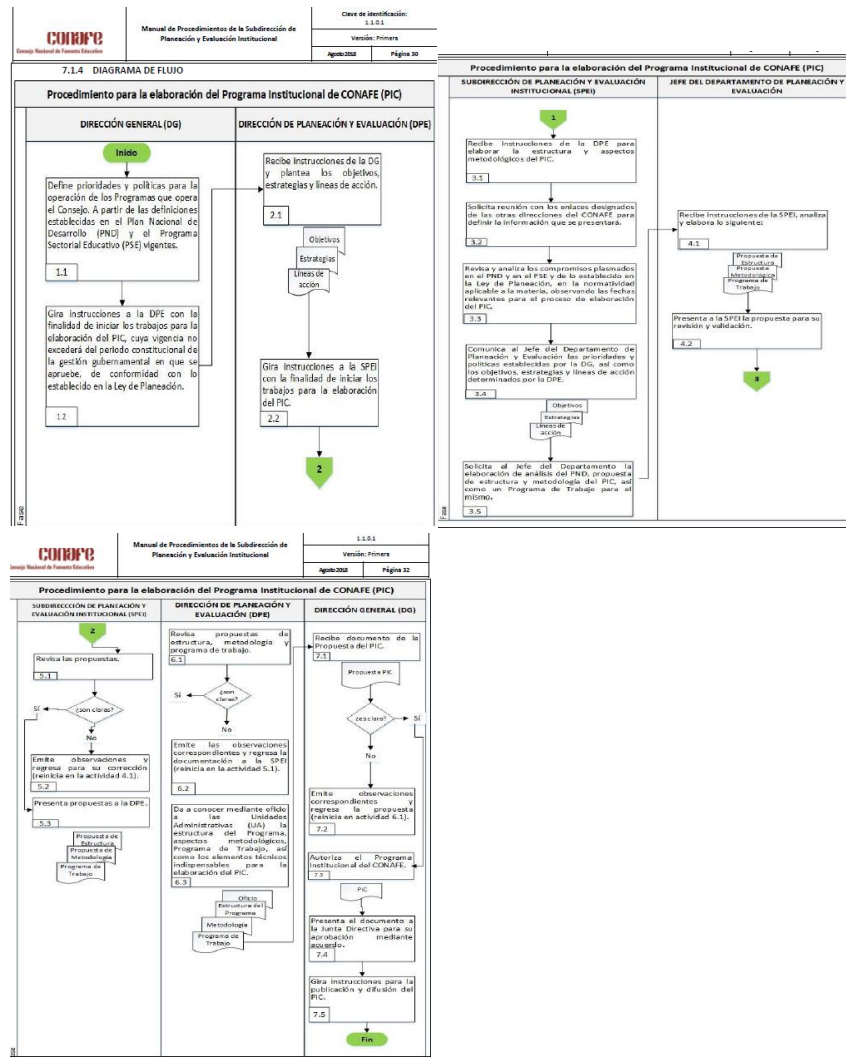 conafe
Consejo Nacional de Fomento Educativo
Manual de Procedimientos de la Subdirección de
Planeación y Evaluación Institucional
Clave de identificación:
1.1.0.1
Versión: Primera
Agosto 2018
Página 30
7.1.4 DIAGRAMA DE FLUJO
Procedimiento para la elaboración del Programa Institucional de CONAFE (PIC)
DIRECCIÓN GENERAL (DG)
Inicio
Define prioridades y políticas para la
operación de los Programas que opera
el Consejo. A partir de las definiciones
establecidas en el Plan Nacional de
Desarrollo (PND) y el Programa
Sectorial Educativo (PSE) vigentes.
1.1
Gira instrucciones a la DPE con la
finalidad de iniciar los trabajos para la
elaboración del PIC, cuya vigencia no
excederá del periodo constitucional de
la gestión gubernamental en que se
apruebe, de conformidad con lo
establecido en la Ley de Planeación.
1.2
DIRECCIÓN DE PLANEACIÓN Y EVALUACIÓN (DPE)
Recibe instrucciones de la DG
y plantea los objetivos,
estrategias y líneas de acción.
2.1
Objetivos
Estrategias
Líneas de
acción
Gira instrucciones a la SPEI
con la finalidad de iniciar los
trabajos para la elaboración
del PIC.
2.2
2
Fase
Procedimiento para la elaboración del Programa Institucional de CONAFE (PIC)
SUBDIRECCIÓN DE PLANEACIÓN Y EVALUACIÓN
INSTITUCIONAL (SPEI)
1
Recibe instrucciones de la DPE para
elaborar la estructura y aspectos
metodológicos del PIC.
3.1
Solicita reunión con los enlaces designados
de las otras direcciones del CONAFE para
definir la información que se presentará.
3.2
Revisa y analiza los compromisos plasmados
en el PND y en el PSE y de lo establecido en
la Ley de Planeación, en la normatividad
aplicable a la materia, observando las fechas
relevantes para el proceso de elaboración
del PIC.
3.3
Comunica al Jefe del Departamento de
Planeación y Evaluación las prioridades y
políticas establecidas por la DG, así como
los objetivos, estrategias y líneas de acción
determinados por la DPE.
3.4
Objetivos
Estrategias
Líneas de
acción
Solicita al Jefe del Departamento la
elaboración de análisis del PND, propuesta
de estructura y metodología del PIC, así
como un Programa de Trabajo para el
mismo.
3.5
JEFE DEL DEPARTAMENTO DE PLANEACIÓN Y
EVALUACIÓN
Recibe instrucciones de la SPEI, analiza
y elabora lo siguiente:
4.1
Propuesta de
Estructura
Propuesta
Metodológica
Programa de
Trabajo
Presenta a la SPEI la propuesta para su
revisión y validación.
4.2
3
Fase
conafe
Consejo Nacional de Fomento Educativo
Manual de Procedimientos de la Subdirección de
Planeación y Evaluación Institucional
1.1.0.1
Versión: Primera
Agosto 2018
Página 32
Procedimiento para la elaboración del Programa Institucional de CONAFE (PIC)
SUBDIRECCCIÓN DE PLANEACIÓN Y
EVALUACIÓN INSTITUCIONAL (SPEI)
2
Revisa las propuestas.
5.1
Sí
¿son claras?
No
Emite observaciones y
regresa para su corrección
(reinicia en la actividad 4.1).
5.2
Presenta propuestas a la DPE.
5.3
Propuesta de
Estructura
Propuesta de
Metodología
Programa de
Trabajo
DIRECCIÓN DE PLANEACIÓN Y
EVALUACIÓN (DPE)
Revisa propuestas de
estructura, metodología y
programa de trabajo.
6.1
Sí
¿son
claras?
No
Emite las observaciones
correspondientes y regresa la
documentación a la SPEI
(reinicia en la actividad 5.1).
6.2
Da a conocer mediante oficio
a las Unidades
Administrativas (UA) la
estructura del Programa,
aspectos metodológicos,
Programa de Trabajo, así
como los elementos técnicos
indispensables para la
elaboración del PIC.
6.3
Oficio
Estructura del
Programa
Metodología
Programa de
Trabajo
DIRECCIÓN GENERAL (DG)
Recibe documento de la
Propuesta del PIC.
7.1
Propuesta PIC
¿es clara?
Sí
No
Emite observaciones
correspondientes y
regresa la propuesta
(reinicia en actividad 6.1).
7.2
Autoriza el Programa
Institucional del CONAFE.
7.3
PIC
Presenta el documento a
la Junta Directiva para su
aprobación mediante
acuerdo.
7.4
Gira instrucciones para la
publicación y difusión del
PIC.
7.5
Fin
Fase